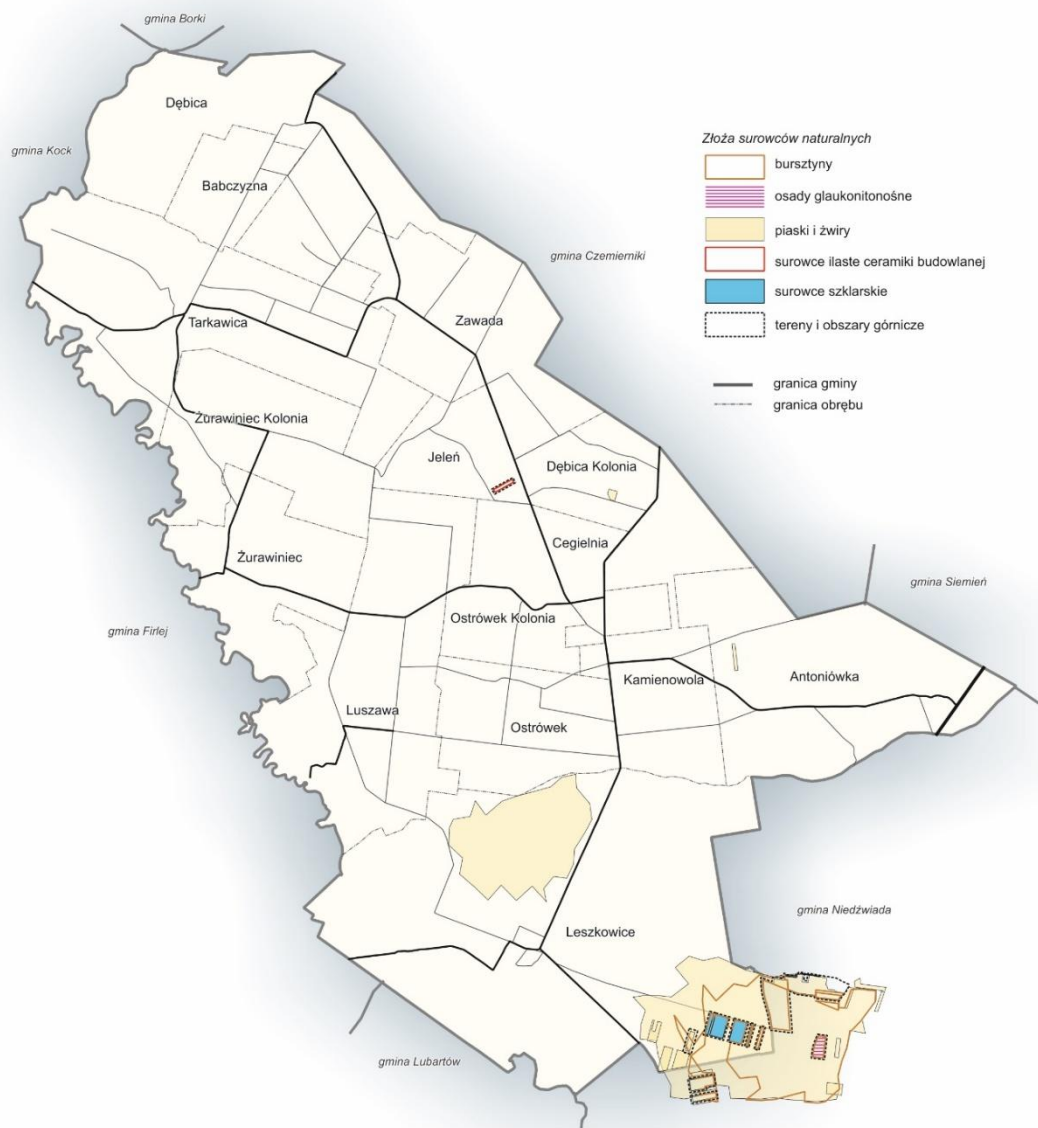 gmina Borki
Dębica
gmina Kock
Babczyzna
Złoża surowców naturalnych
bursztyny
osady glaukonitonośne
piaski i żwiry
surowce ilaste ceramiki budowlanej
surowce szklarskie
tereny i obszary górnicze
granica gminy
granica obrębu
gmina Czemierniki
Tarkawica
Zawada
Żurawiniec Kolonia
Jeleń
Dębica Kolonia
Cegielnia
Żurawiniec
gmina Siemień
gmina Firlej
Ostrówek Kolonia
Kamienowola
Antoniówka
Luszawa
Ostrówek
gmina Niedźwiada
Leszkowice
gmina Lubartów